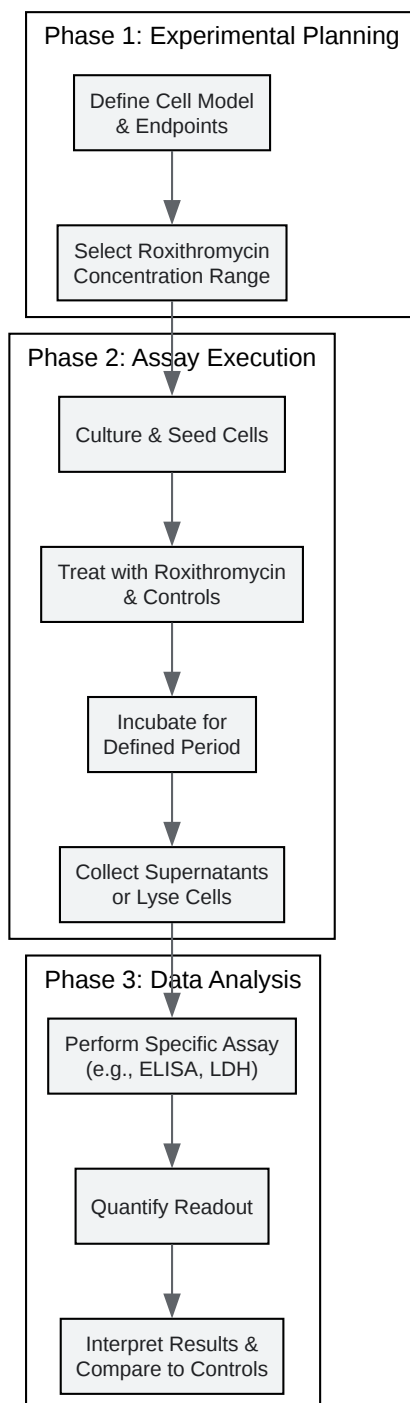 Phase 1: Experimental Planning
Define Cell Model
& Endpoints
Select Roxithromycin
Concentration Range
Phase 2: Assay Execution
Culture & Seed Cells
Treat with Roxithromycin
& Controls
Incubate for
Defined Period
Collect Supernatants
or Lyse Cells
Phase 3: Data Analysis
Perform Specific Assay
(e.g., ELISA, LDH)
Quantify Readout
Interpret Results &
Compare to Controls